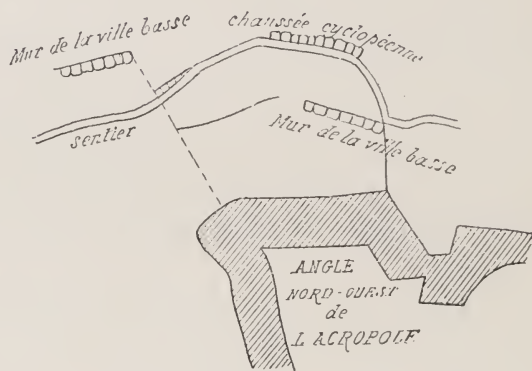 chaussée cyclopéenne
Mur de la ville basse
sentier
Mur de la ville basse
ANGLE
NORD-OUEST
de
L ACROPOLE